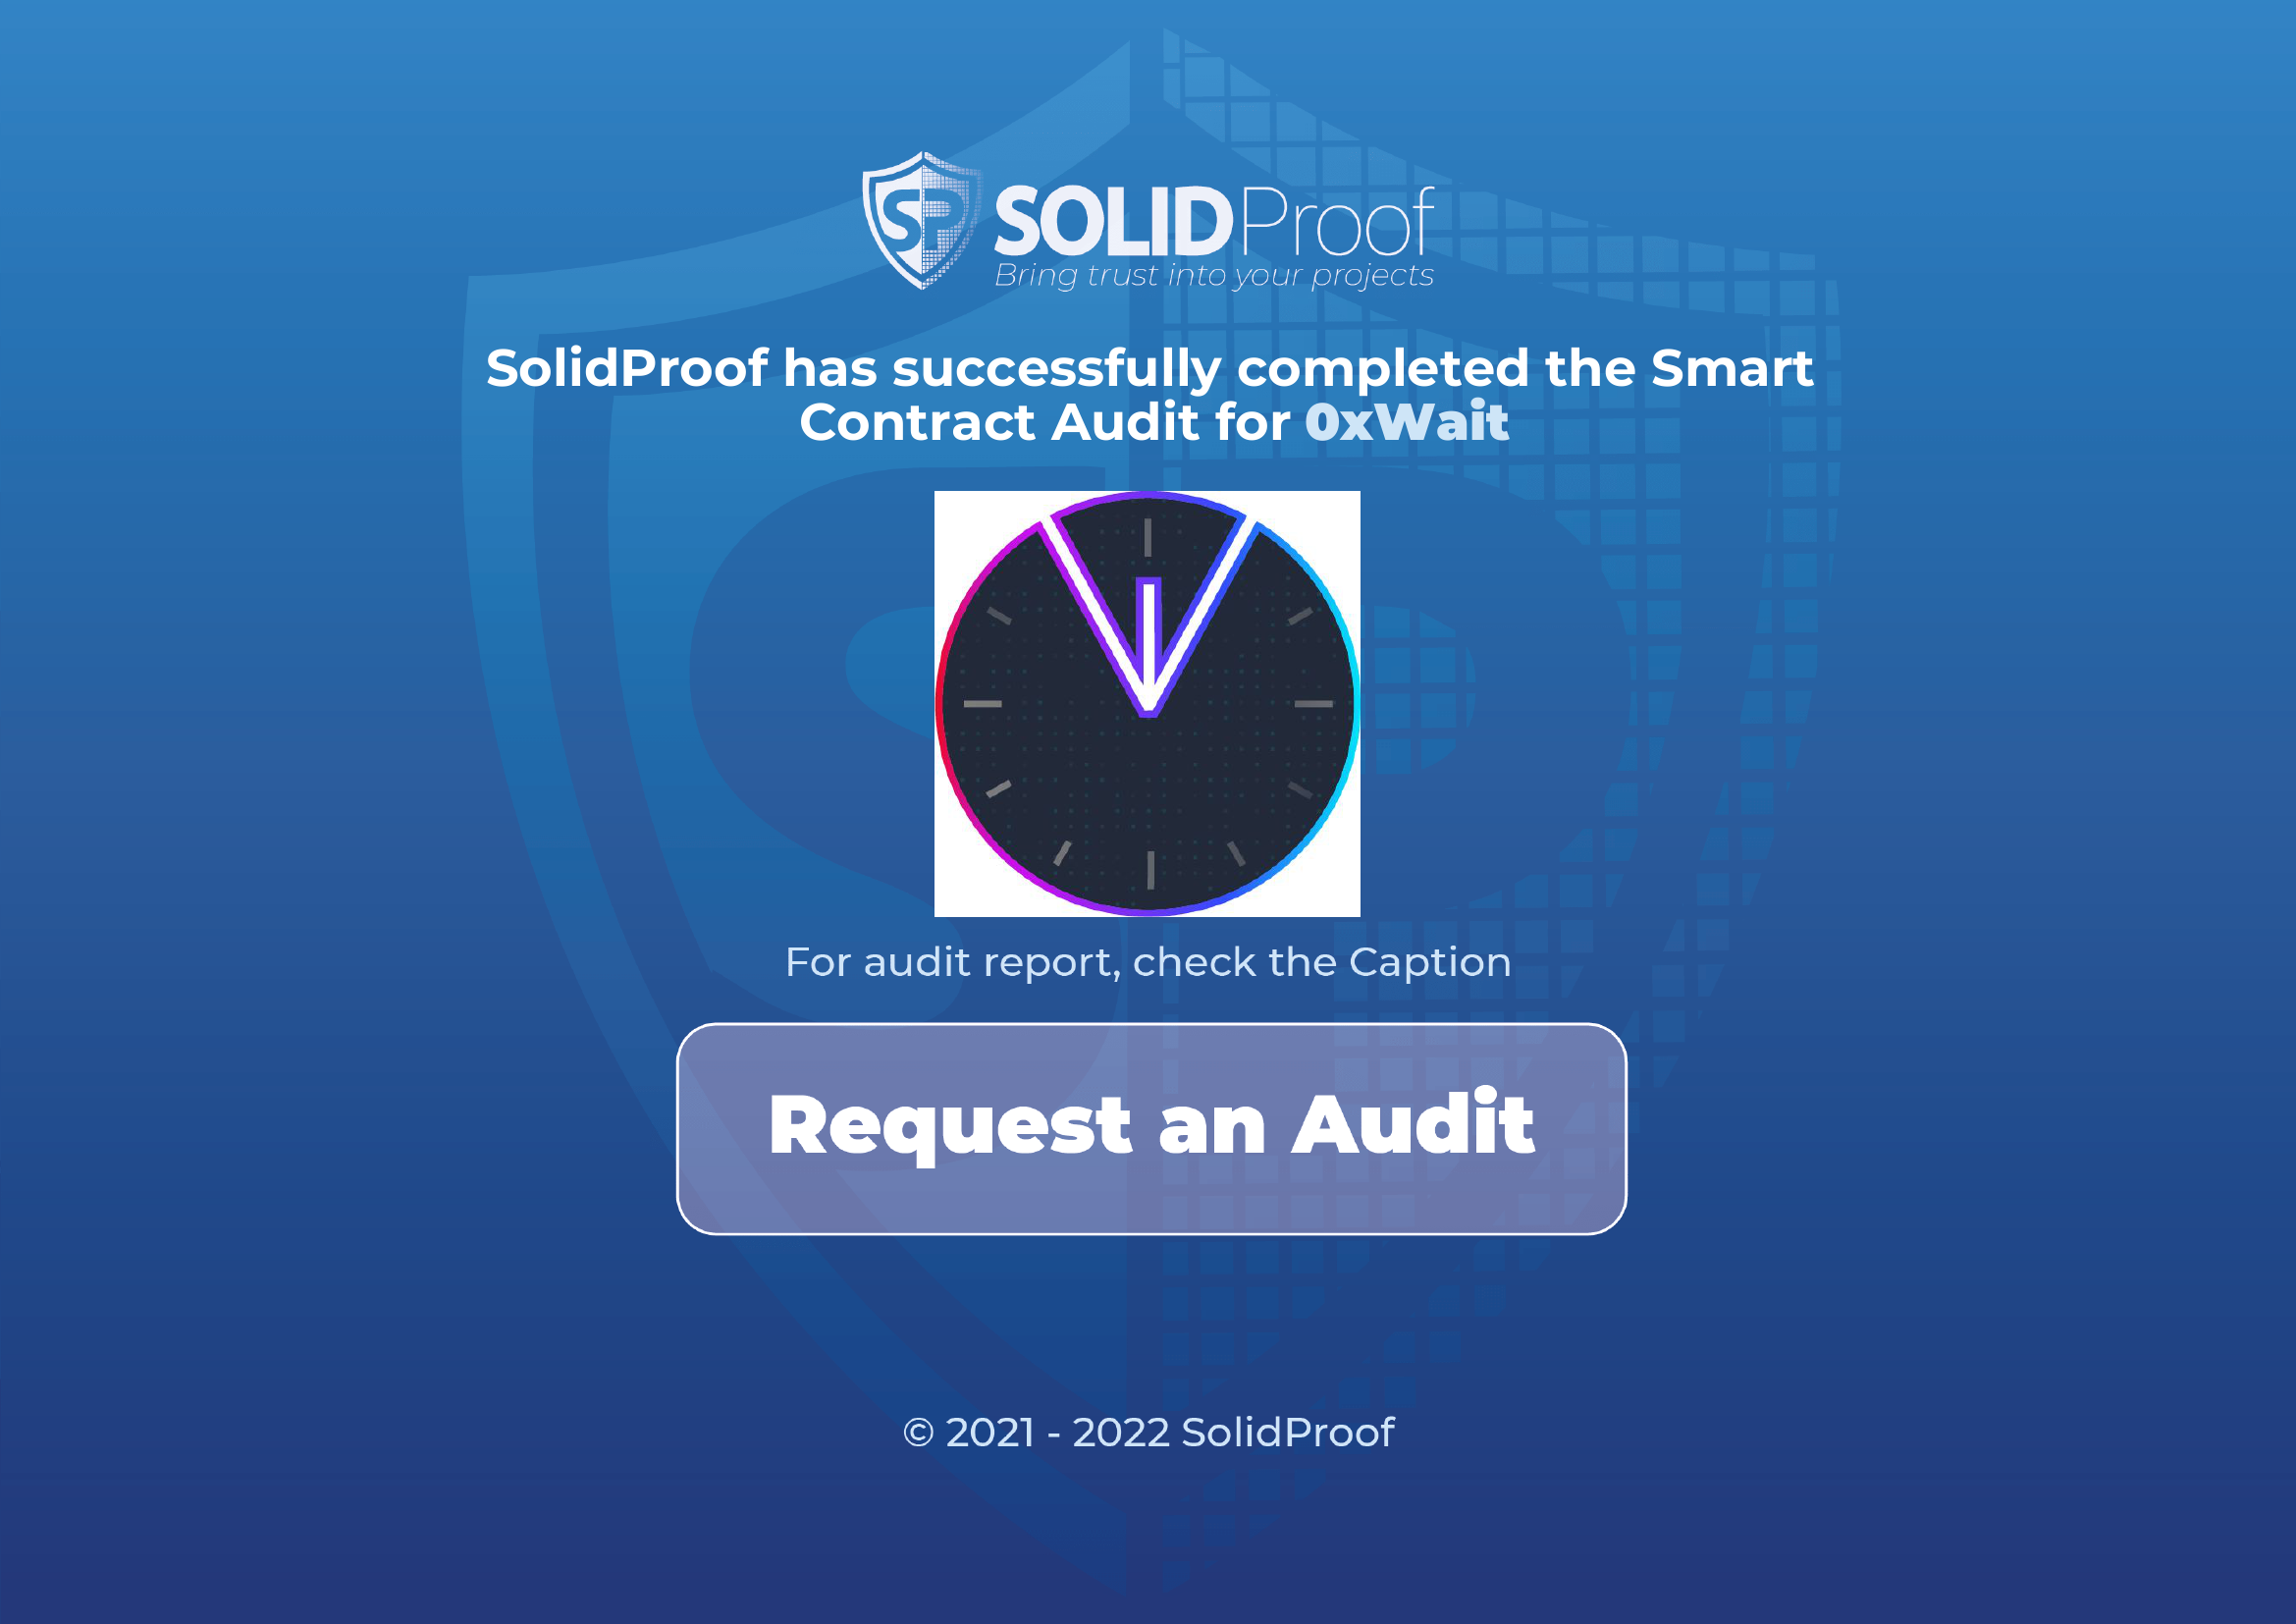 SP SOLIDProof
Bring trust into your projects
SolidProof has successfully completed the Smart
Contract Audit for 0xWait
For audit report, check the Caption
Request an Audit
© 2021 - 2022 SolidProof